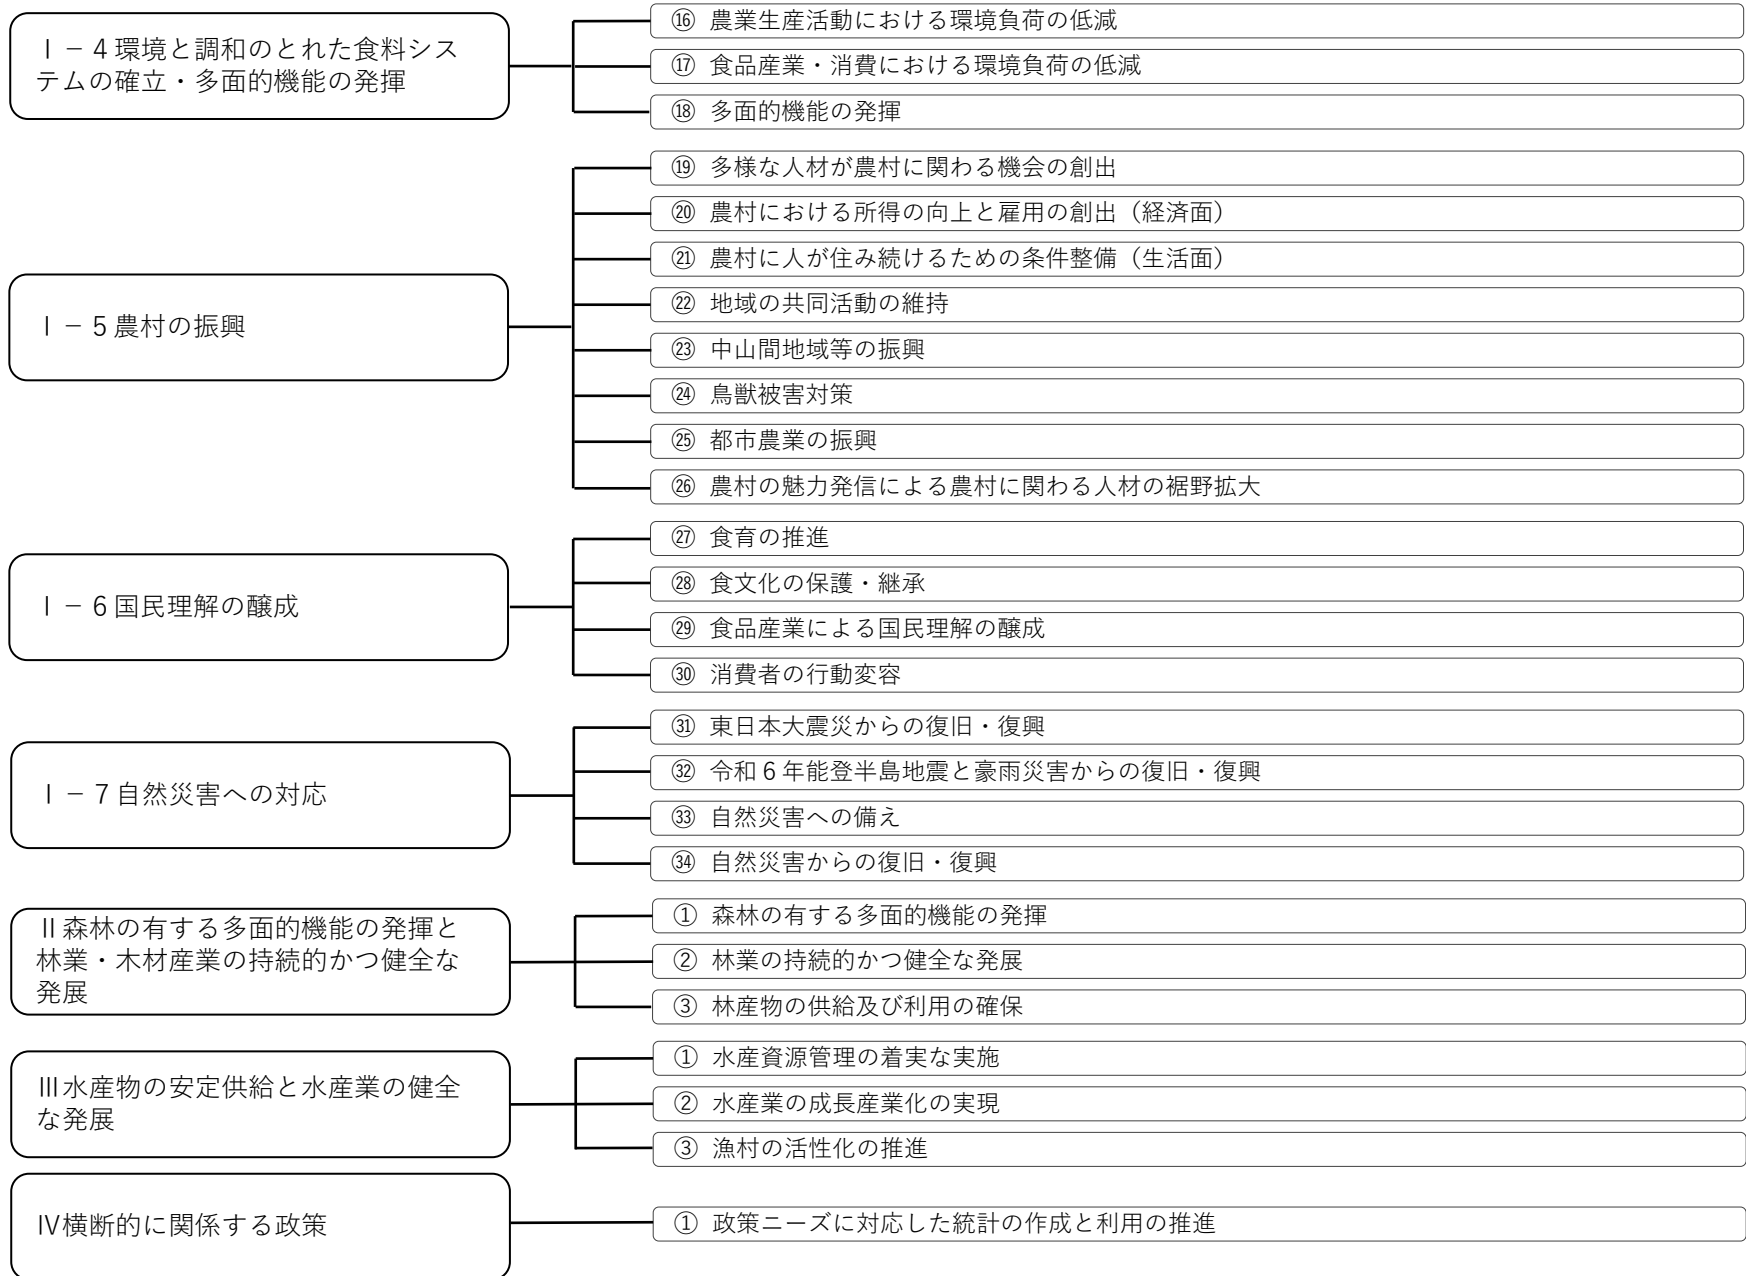 Ⅰ－４環境と調和のとれた食料シス
テムの確立・多面的機能の発揮
⑯ 農業生産活動における環境負荷の低減
⑰ 食品産業・消費における環境負荷の低減
⑱ 多面的機能の発揮
Ⅰ－５農村の振興
⑲ 多様な人材が農村に関わる機会の創出
⑳ 農村における所得の向上と雇用の創出（経済面）
㉑ 農村に人が住み続けるための条件整備（生活面）
㉒ 地域の共同活動の維持
㉓ 中山間地域等の振興
㉔ 鳥獣被害対策
㉕ 都市農業の振興
㉖ 農村の魅力発信による農村に関わる人材の裾野拡大
Ⅰ－６国民理解の醸成
㉗ 食育の推進
㉘ 食文化の保護・継承
㉙ 食品産業による国民理解の醸成
㉚ 消費者の行動変容
Ⅰ－７自然災害への対応
㉛ 東日本大震災からの復旧・復興
㉜ 令和６年能登半島地震と豪雨災害からの復旧・復興
㉝ 自然災害への備え
㉞ 自然災害からの復旧・復興
Ⅱ森林の有する多面的機能の発揮と
林業・木材産業の持続的かつ健全な
発展
① 森林の有する多面的機能の発揮
② 林業の持続的かつ健全な発展
③ 林産物の供給及び利用の確保
Ⅲ水産物の安定供給と水産業の健全
な発展
① 水産資源管理の着実な実施
② 水産業の成長産業化の実現
③ 漁村の活性化の推進
Ⅳ横断的に関係する政策
① 政策ニーズに対応した統計の作成と利用の推進